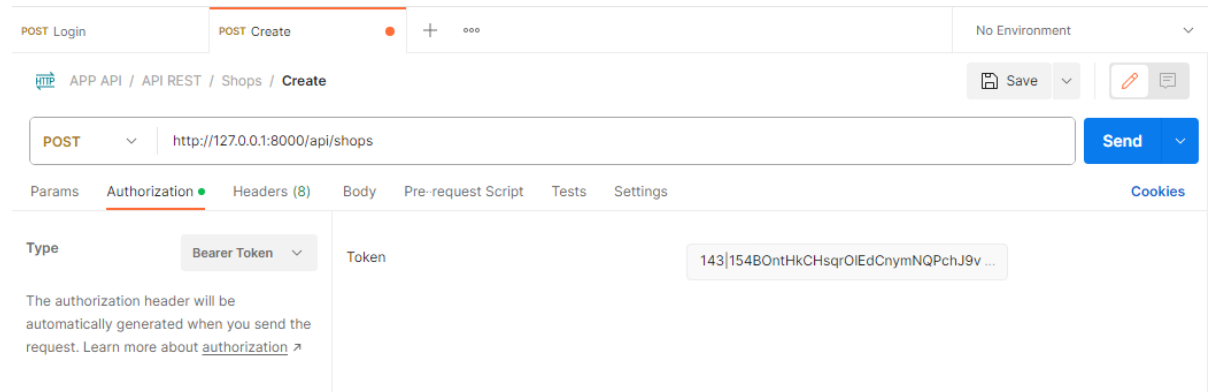 POST Login
POST Create
No Environment
HTTP APP API / API REST / Shops / Create
Save
POST http://127.0.0.1:8000/api/shops
Send
Params Authorization Headers (8) Body Pre-request Script Tests Settings
Cookies
Type
Bearer Token
Token
143|154BOntHkCHsqrOlEdCnymNQPchJ9v ...
The authorization header will be
automatically generated when you send the
request. Learn more about authorization ↗